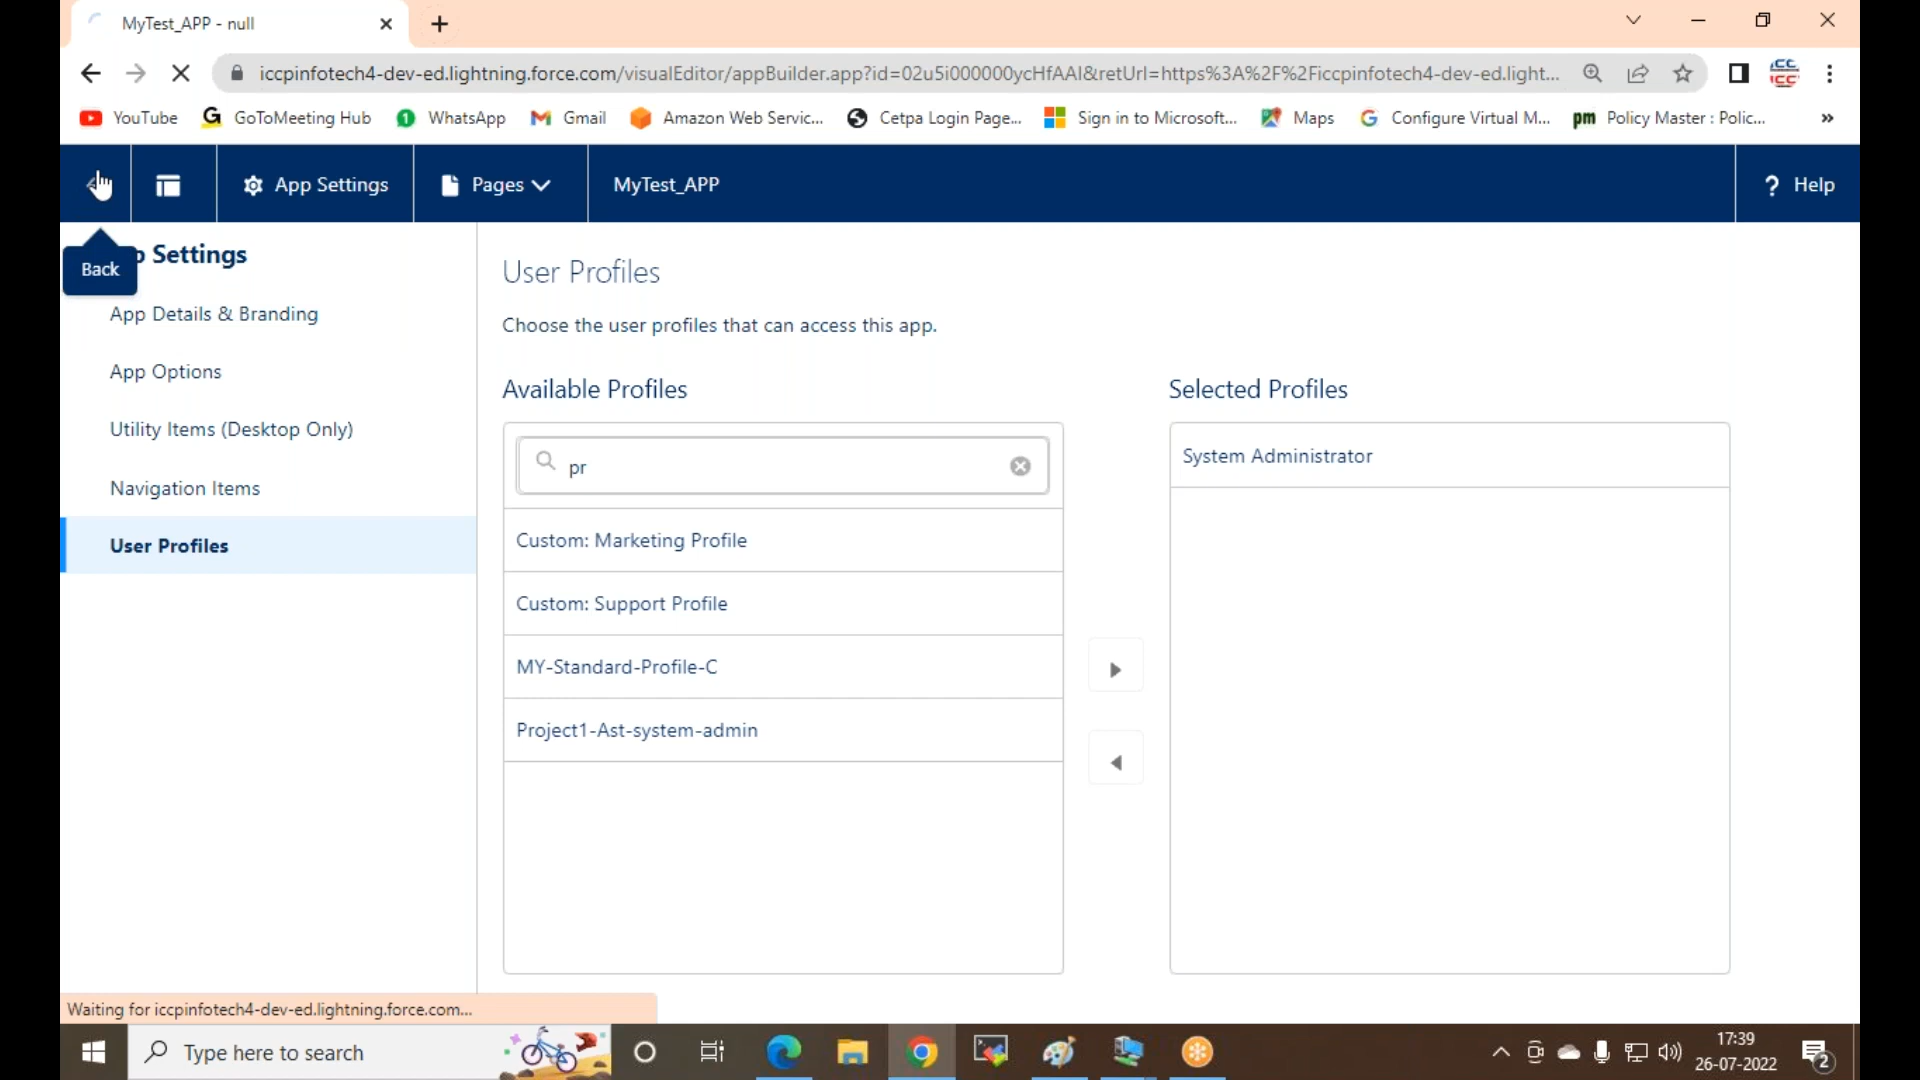 MyTest_APP - null
iccpinfotech4-dev-ed.lightning.force.com/visualEditor/appBuilder.app?id=02u5i000000ycHfAAI&retUrl=https%3A%2F%2Ficcpinfotech4-dev-ed.light...
YouTube GoToMeeting Hub WhatsApp Gmail Amazon Web Servic... Cetpa Login Page... Sign in to Microsoft... Maps Configure Virtual M... pm Policy Master : Polic... »
App Settings Pages MyTest_APP ? Help
p Settings
Back
App Details & Branding
App Options
Utility Items (Desktop Only)
Navigation Items
User Profiles
User Profiles
Choose the user profiles that can access this app.
Available Profiles
pr
Custom: Marketing Profile
Custom: Support Profile
MY-Standard-Profile-C
Project1-Ast-system-admin
Selected Profiles
System Administrator
Waiting for iccpinfotech4-dev-ed.lightning.force.com...
Type here to search
17:39
26-07-2022
2